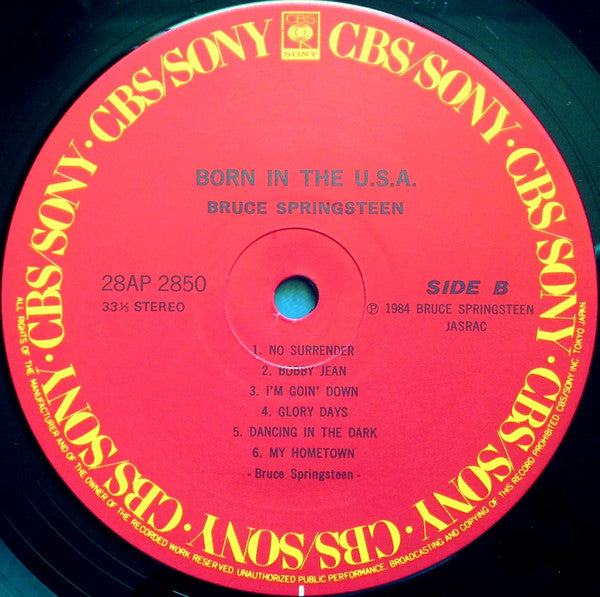 CBS
SONY
CBS/SONY · CBS/SONY · CBS/SONY · CBS/SONY · CBS/SONY · CBS/SONY · CBS/SONY · CBS/SONY
BORN IN THE U.S.A.
BRUCE SPRINGSTEEN
28AP 2850
33⅓ STEREO
SIDE B
Ⓟ 1984 BRUCE SPRINGSTEEN
JASRAC
1. NO SURRENDER
2. BOBBY JEAN
3. I'M GOIN' DOWN
4. GLORY DAYS
5. DANCING IN THE DARK
6. MY HOMETOWN
- Bruce Springsteen -
ALL RIGHTS OF THE MANUFACTURER AND OF THE OWNER OF THE RECORDED WORK RESERVED. UNAUTHORIZED PUBLIC PERFORMANCE, BROADCASTING AND COPYING OF THIS RECORD PROHIBITED. CBS/SONY INC. TOKYO JAPAN